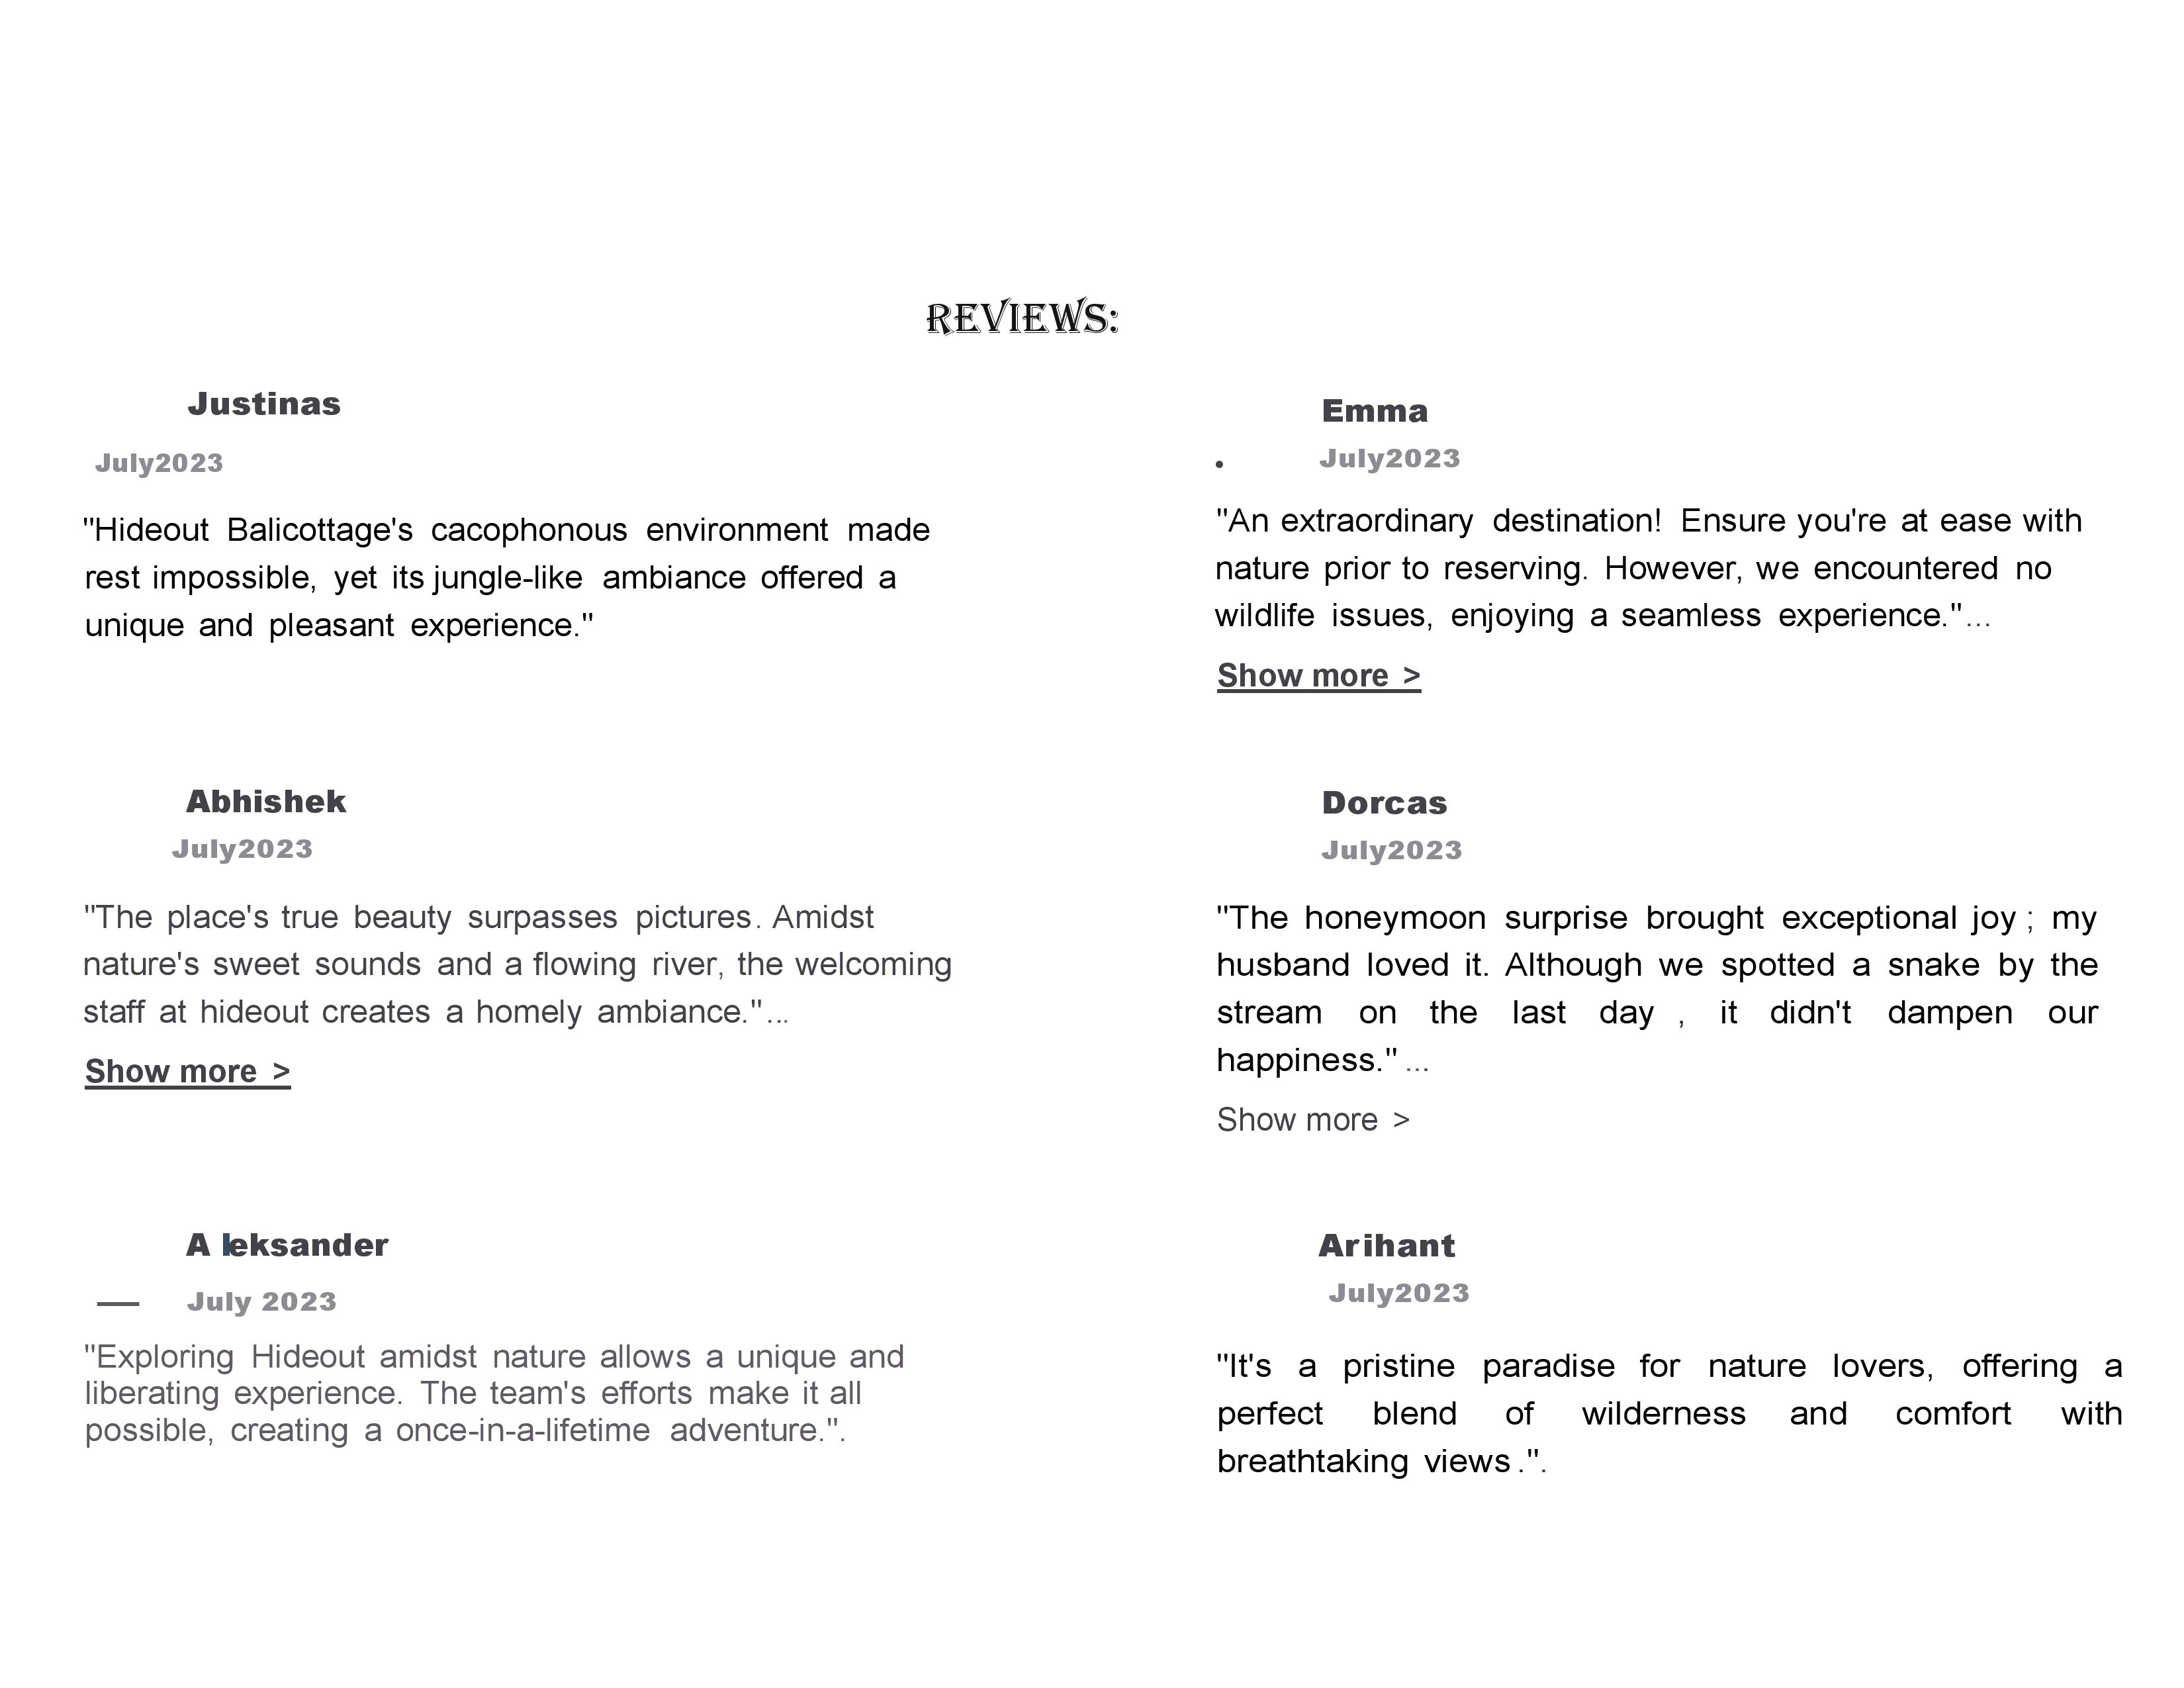 REVIEWS:
Justinas
July2023
"Hideout Balicottage's cacophonous environment made
rest impossible, yet its jungle-like ambiance offered a
unique and pleasant experience."
Emma
July2023
"An extraordinary destination! Ensure you're at ease with
nature prior to reserving. However, we encountered no
wildlife issues, enjoying a seamless experience."...
Show more >
Abhishek
July2023
"The place's true beauty surpasses pictures. Amidst
nature's sweet sounds and a flowing river, the welcoming
staff at hideout creates a homely ambiance."...
Show more >
Dorcas
July2023
"The honeymoon surprise brought exceptional joy ; my
husband loved it. Although we spotted a snake by the
stream on the last day , it didn't dampen our
happiness."...
Show more >
A leksander
July 2023
"Exploring Hideout amidst nature allows a unique and
liberating experience. The team's efforts make it all
possible, creating a once-in-a-lifetime adventure.".
Arihant
July2023
"It's a pristine paradise for nature lovers, offering a
perfect blend of wilderness and comfort with
breathtaking views .".